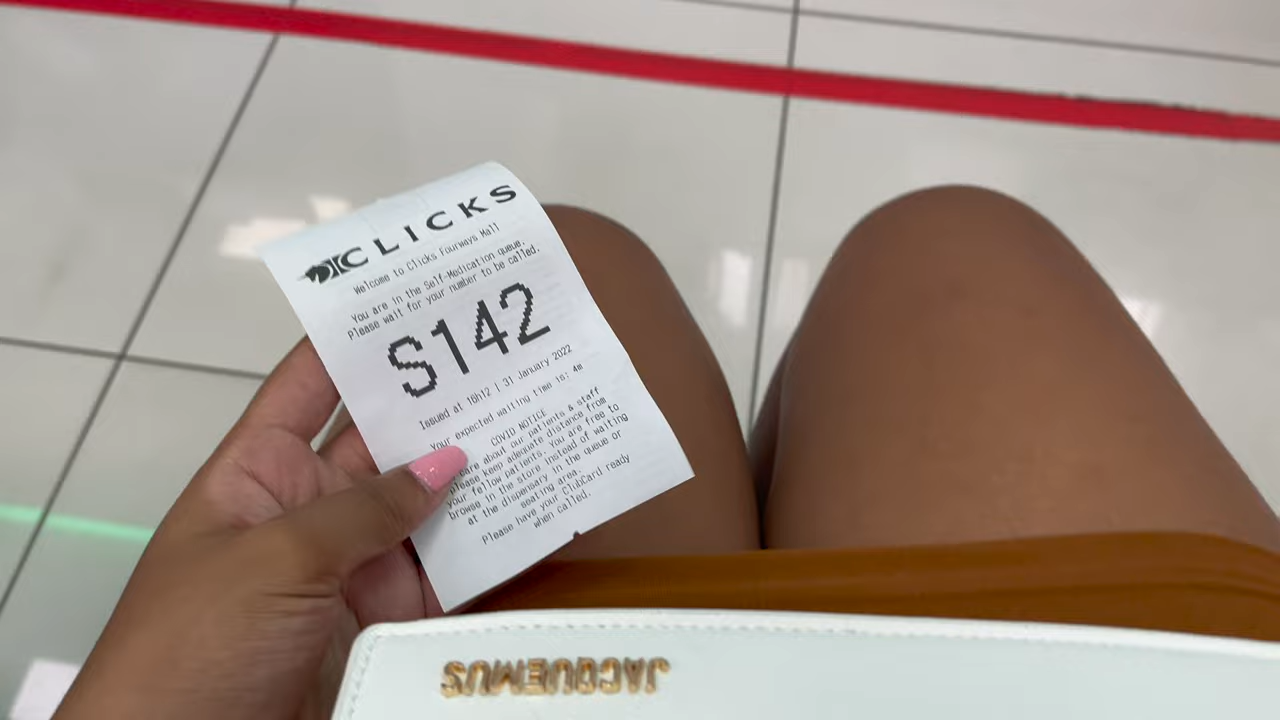 CLICKS
Welcome to Clicks Fourways Mall
You are in the Self-Medication queue.
Please wait for your number to be called.
S142
Issued at 16h12 | 31 January 2022
Your expected waiting time is: 4m
COVID NOTICE
care about our patients & staff
please keep adequate distance from
your fellow patients. You are free to
browse in the store instead of waiting
at the dispensary in the queue or
seating area.
Please have your ClubCard ready
when called.
JACQUEMUS